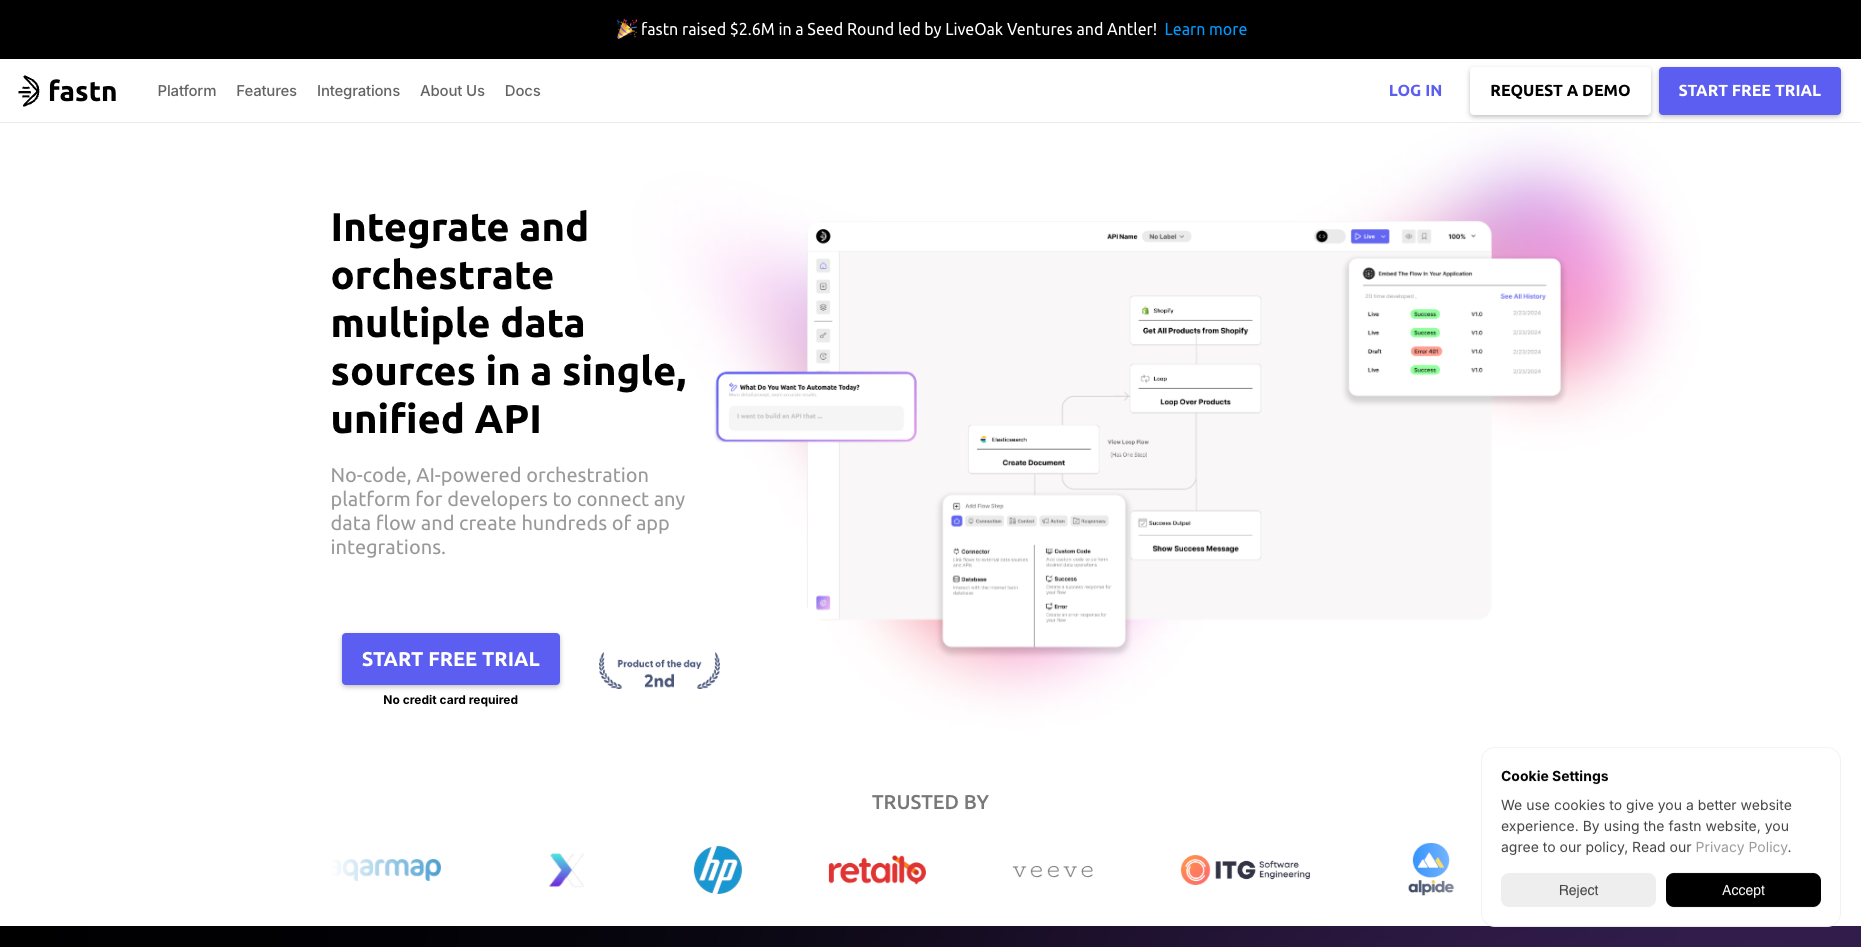 🎉 fastn raised $2.6M in a Seed Round led by LiveOak Ventures and Antler! Learn more
fastn
Platform Features Integrations About Us Docs
LOG IN REQUEST A DEMO START FREE TRIAL
Integrate and
orchestrate
multiple data
sources in a single,
unified API
No-code, AI-powered orchestration
platform for developers to connect any
data flow and create hundreds of app
integrations.
START FREE TRIAL
No credit card required
Product of the day
2nd
API Name No Label
Live
100%
What Do You Want To Automate Today?
I want to build an API that ...
Shopify
Get All Products from Shopify
Loop
Loop Over Products
Elasticsearch
Create Document
View Loop Flow
(Has One Step)
Success Output
Show Success Message
Add Flow Step
Connection Control Action Responses
Connector
Database
Custom Code
Success
Error
Embed The Flow In Your Application
See All History
Live Success V1.0 2/23/2024
Live Success V1.0 2/23/2024
Draft Error 401 V1.0 2/23/2024
Live Success V1.0 2/23/2024
TRUSTED BY
aqarmap
hp
retailo
veeve
ITG Software
Engineering
alpide
Cookie Settings
We use cookies to give you a better website
experience. By using the fastn website, you
agree to our policy, Read our Privacy Policy.
Reject Accept